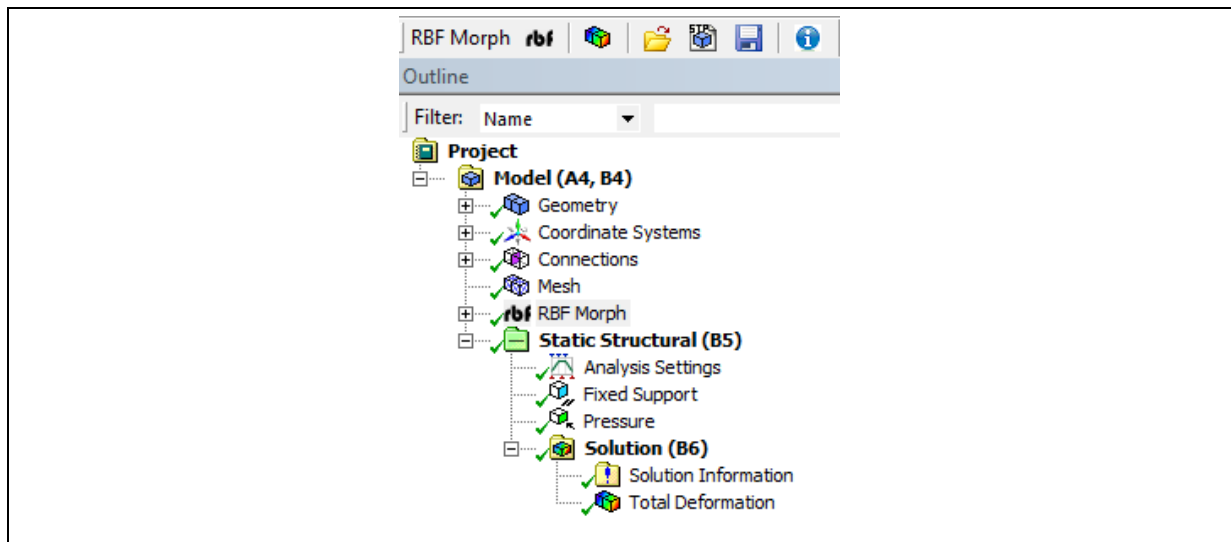 RBF Morph rbf STR
Outline
Filter: Name
Project
Model (A4, B4)
Geometry
Coordinate Systems
Connections
Mesh
rbf RBF Morph
Static Structural (B5)
Analysis Settings
Fixed Support
Pressure
Solution (B6)
Solution Information
Total Deformation